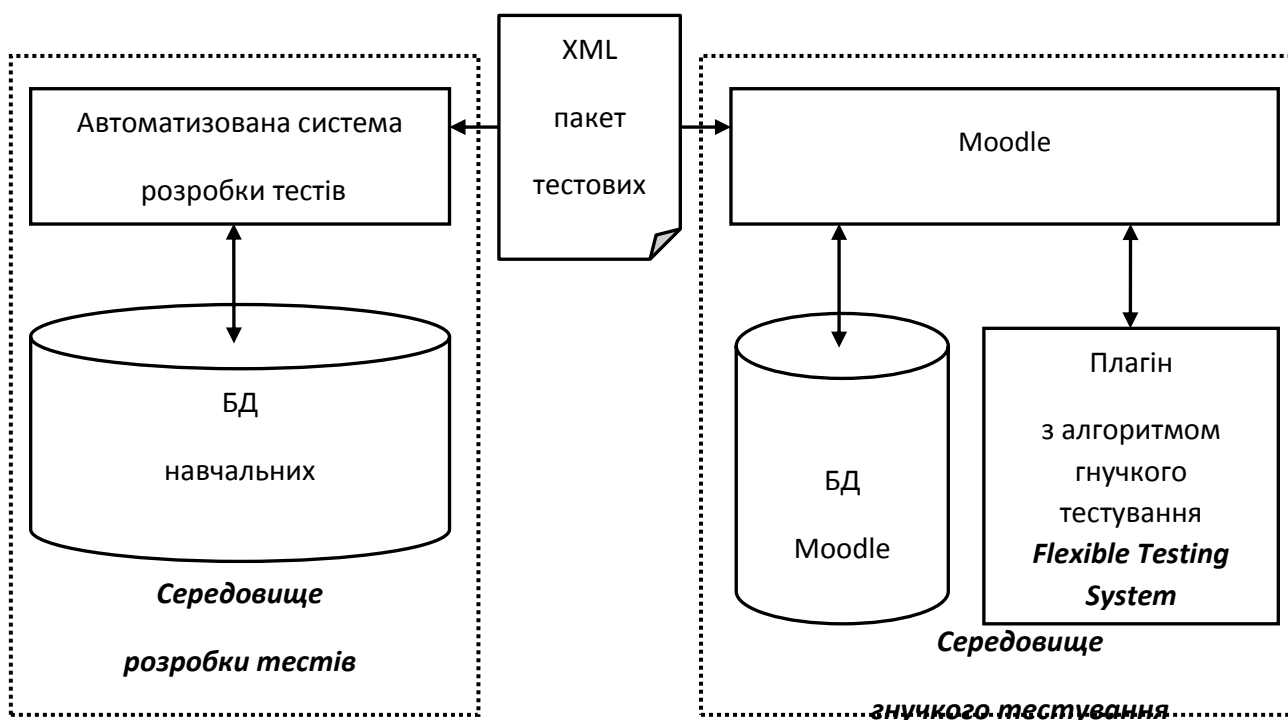 Автоматизована система
розробки тестів
БД
навчальних
Середовище
розробки тестів
XML
пакет
тестових
Moodle
БД
Moodle
Плагін
з алгоритмом
гнучкого
тестування
Flexible Testing
System
Середовище
гнучкого тестування